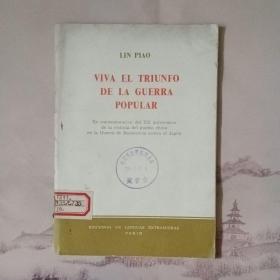 LIN PIAO
VIVA EL TRIUNFO
DE LA GUERRA
POPULAR
En conmemoración del XX aniversario
de la victoria del pueblo chino
en la Guerra de Resistencia contra el Japón
EDICIONES EN LENGUAS EXTRANJERAS
PEKIN